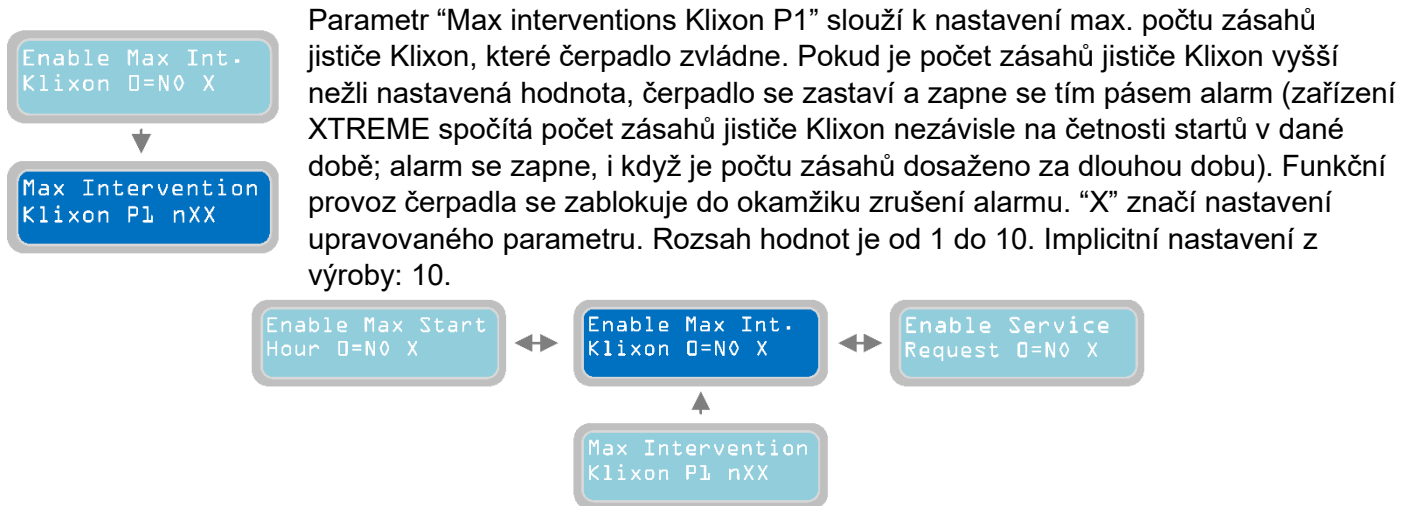 Enable Max Int.
Klixon 0=NO X
Max Intervention
Klixon P1 nXX
Parametr “Max interventions Klixon P1” slouží k nastavení max. počtu zásahů
jističe Klixon, které čerpadlo zvládne. Pokud je počet zásahů jističe Klixon vyšší
nežli nastavená hodnota, čerpadlo se zastaví a zapne se tím pásem alarm (zařízení
XTREME spočítá počet zásahů jističe Klixon nezávisle na četnosti startů v dané
době; alarm se zapne, i když je počtu zásahů dosaženo za dlouhou dobu). Funkční
provoz čerpadla se zablokuje do okamžiku zrušení alarmu. “X” značí nastavení
upravovaného parametru. Rozsah hodnot je od 1 do 10. Implicitní nastavení z
výroby: 10.
Enable Max Start
Hour 0=NO X
Enable Max Int.
Klixon 0=NO X
Enable Service
Request 0=NO X
Max Intervention
Klixon P1 nXX